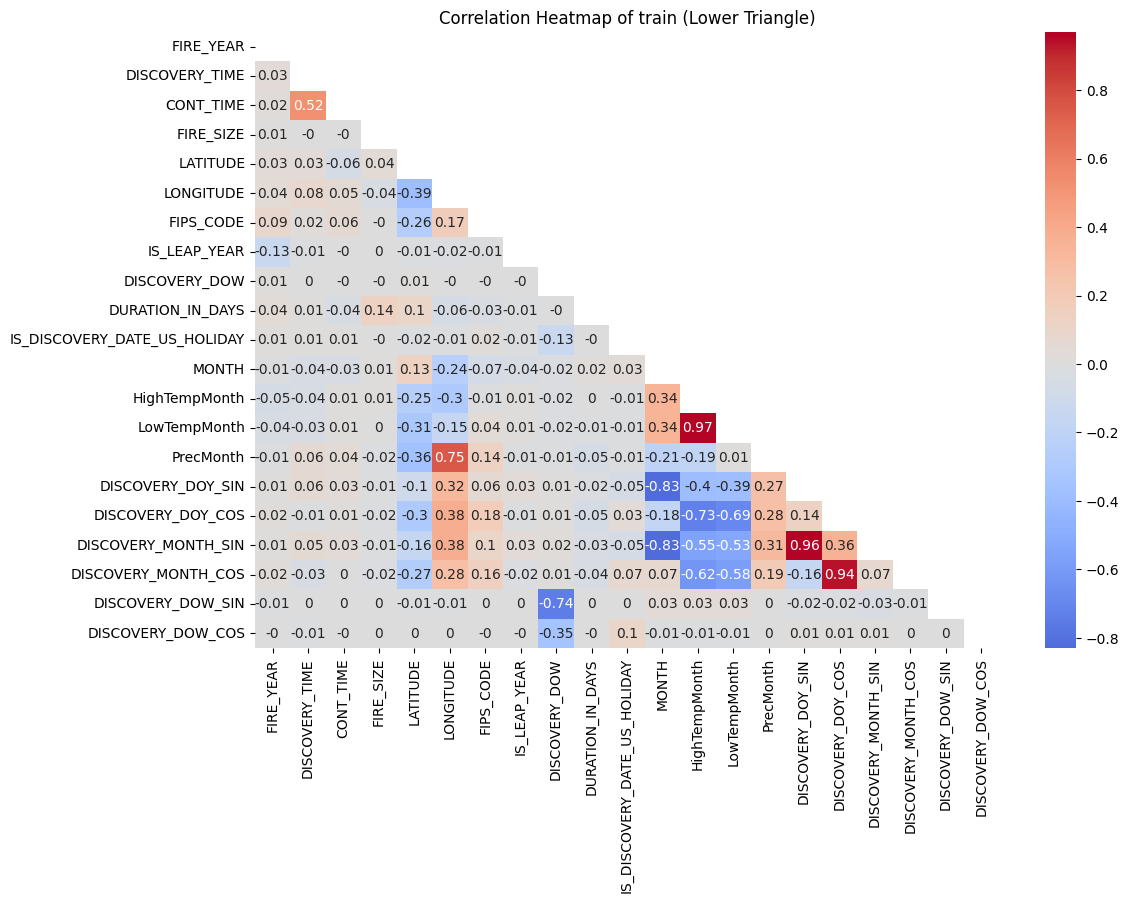 Correlation Heatmap of train (Lower Triangle)
FIRE_YEAR
DISCOVERY_TIME 0.03
CONT_TIME 0.02 0.52
FIRE_SIZE 0.01 -0 -0
LATITUDE 0.03 0.03 -0.06 0.04
LONGITUDE 0.04 0.08 0.05 -0.04 -0.39
FIPS_CODE 0.09 0.02 0.06 -0 -0.26 0.17
IS_LEAP_YEAR -0.13 -0.01 -0 0 -0.01 -0.02 -0.01
DISCOVERY_DOW 0.01 0 -0 -0 0.01 -0 -0 -0
DURATION_IN_DAYS 0.04 0.01 -0.04 0.14 0.1 -0.06 -0.03 -0.01 -0
IS_DISCOVERY_DATE_US_HOLIDAY 0.01 0.01 0.01 -0 -0.02 -0.01 0.02 -0.01 -0.13 -0
MONTH -0.01 -0.04 -0.03 0.01 0.13 -0.24 -0.07 -0.04 -0.02 0.02 0.03
HighTempMonth -0.05 -0.04 0.01 0.01 -0.25 -0.3 -0.01 0.01 -0.02 0 -0.01 0.34
LowTempMonth -0.04 -0.03 0.01 0 -0.31 -0.15 0.04 0.01 -0.02 -0.01 -0.01 0.34 0.97
PrecMonth -0.01 0.06 0.04 -0.02 -0.36 0.75 0.14 -0.01 -0.01 -0.05 -0.01 -0.21 -0.19 0.01
DISCOVERY_DOY_SIN 0.01 0.06 0.03 -0.01 -0.1 0.32 0.06 0.03 0.01 -0.02 -0.05 -0.83 -0.4 -0.39 0.27
DISCOVERY_DOY_COS 0.02 -0.01 0.01 -0.02 -0.3 0.38 0.18 -0.01 0.01 -0.05 0.03 -0.18 -0.73 -0.69 0.28 0.14
DISCOVERY_MONTH_SIN 0.01 0.05 0.03 -0.01 -0.16 0.38 0.1 0.03 0.02 -0.03 -0.05 -0.83 -0.55 -0.53 0.31 0.96 0.36
DISCOVERY_MONTH_COS 0.02 -0.03 0 -0.02 -0.27 0.28 0.16 -0.02 0.01 -0.04 0.07 0.07 -0.62 -0.58 0.19 -0.16 0.94 0.07
DISCOVERY_DOW_SIN -0.01 0 0 0 -0.01 -0.01 0 0 -0.74 0 0 0.03 0.03 0.03 0 -0.02 -0.02 -0.03 -0.01
DISCOVERY_DOW_COS -0 -0.01 -0 0 0 0 -0 -0 -0.35 -0 0.1 -0.01 -0.01 -0.01 0 0.01 0.01 0.01 0 0
FIRE_YEAR
DISCOVERY_TIME
CONT_TIME
FIRE_SIZE
LATITUDE
LONGITUDE
FIPS_CODE
IS_LEAP_YEAR
DISCOVERY_DOW
DURATION_IN_DAYS
IS_DISCOVERY_DATE_US_HOLIDAY
MONTH
HighTempMonth
LowTempMonth
PrecMonth
DISCOVERY_DOY_SIN
DISCOVERY_DOY_COS
DISCOVERY_MONTH_SIN
DISCOVERY_MONTH_COS
DISCOVERY_DOW_SIN
DISCOVERY_DOW_COS
0.8
0.6
0.4
0.2
0.0
−0.2
−0.4
−0.6
−0.8